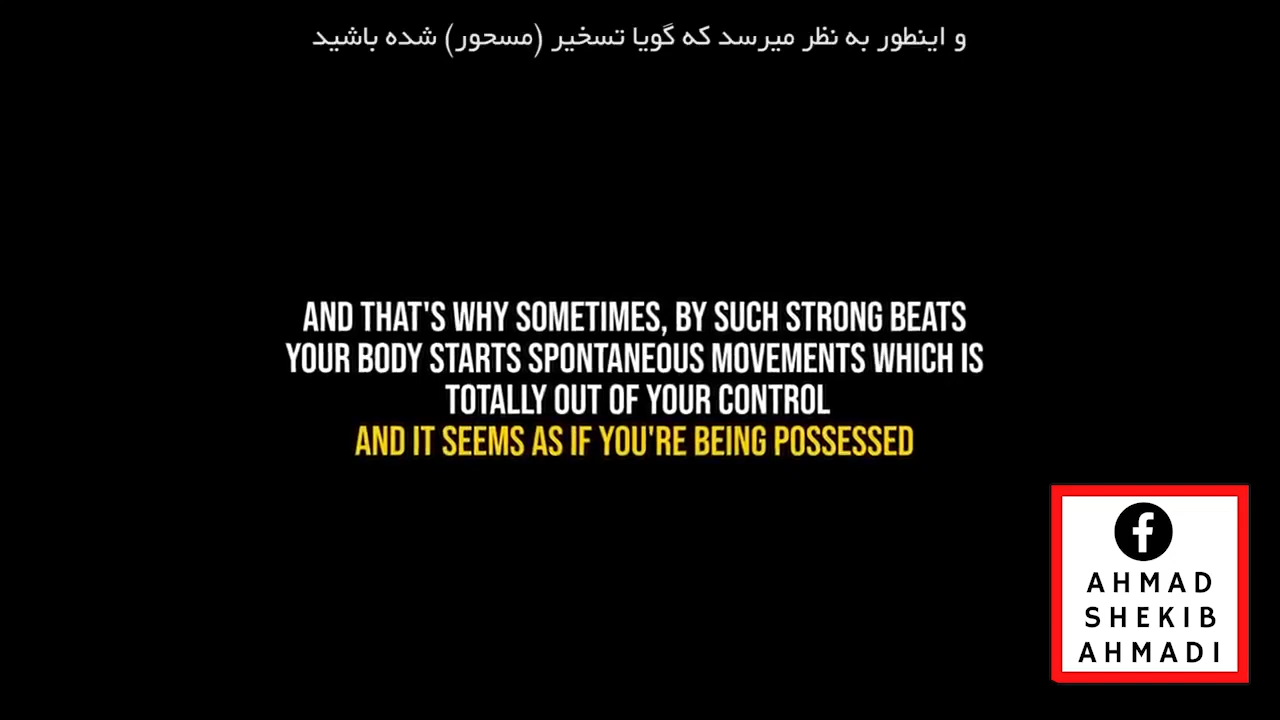 و اینطور به نظر میرسد که گویا تسخیر (مسحور) شده باشید
AND THAT'S WHY SOMETIMES, BY SUCH STRONG BEATS
YOUR BODY STARTS SPONTANEOUS MOVEMENTS WHICH IS
TOTALLY OUT OF YOUR CONTROL
AND IT SEEMS AS IF YOU'RE BEING POSSESSED
f
AHMAD
SHEKIB
AHMADI